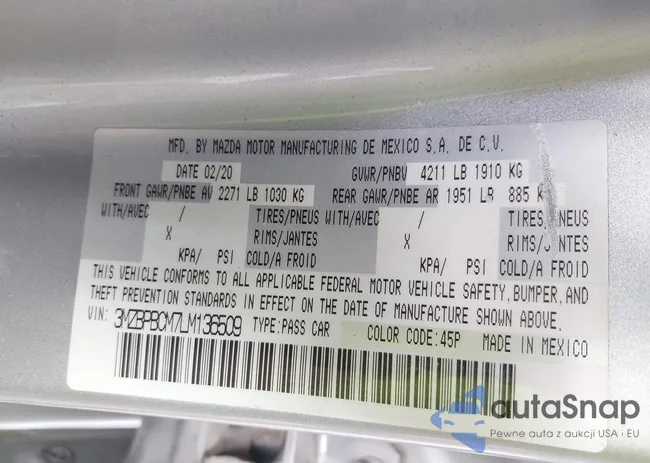 MFD. BY MAZDA MOTOR MANUFACTURING DE MEXICO S.A. DE C.V.
DATE 02/20 GVWR/PNBV 4211 LB 1910 KG
FRONT GAWR/PNBE AV 2271 LB 1030 KG REAR GAWR/PNBE AR 1951 LB 885 K
WITH/AVEC / TIRES/PNEUS WITH/AVEC / TIRES/PNEUS
X RIMS/JANTES X RIMS/JANTES
KPA/ PSI COLD/A FROID KPA/ PSI COLD/A FROID
THIS VEHICLE CONFORMS TO ALL APPLICABLE FEDERAL MOTOR VEHICLE SAFETY, BUMPER, AND
THEFT PREVENTION STANDARDS IN EFFECT ON THE DATE OF MANUFACTURE SHOWN ABOVE.
VIN: 3MZBPBCM7LM136509 TYPE:PASS CAR COLOR CODE:45P MADE IN MEXICO
autaSnap
Pewne auta z aukcji USA i EU